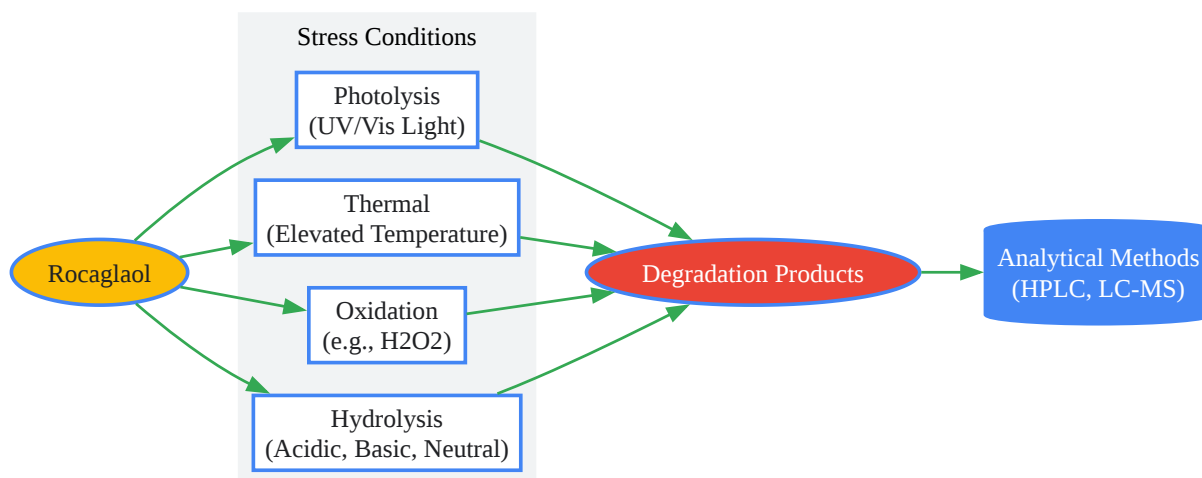 Stress Conditions
Photolysis
(UV/Vis Light)
Thermal
(Elevated Temperature)
Rocaglaol
Oxidation
(e.g., H2O2)
Hydrolysis
(Acidic, Basic, Neutral)
Degradation Products
Analytical Methods
(HPLC, LC-MS)